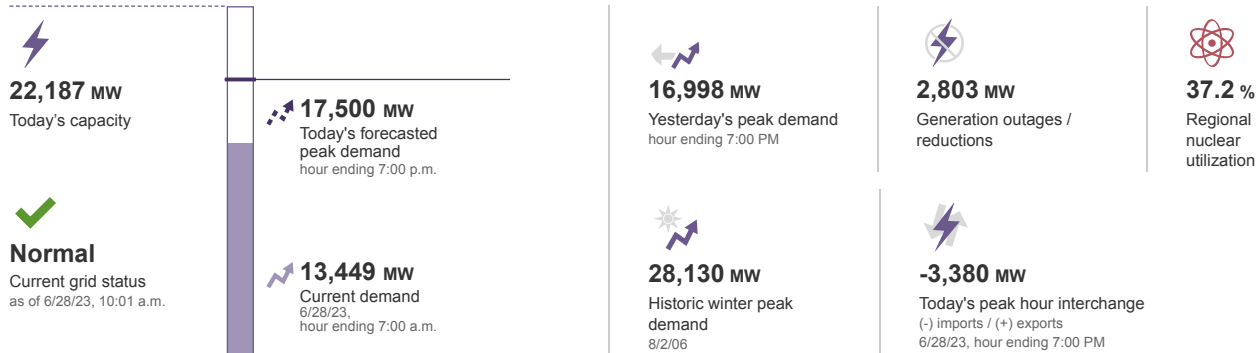 22,187 MW
Today's capacity
Normal
Current grid status
as of 6/28/23, 10:01 a.m.
17,500 MW
Today's forecasted
peak demand
hour ending 7:00 p.m.
13,449 MW
Current demand
6/28/23,
hour ending 7:00 a.m.
16,998 MW
Yesterday's peak demand
hour ending 7:00 PM
2,803 MW
Generation outages /
reductions
37.2 %
Regional
nuclear
utilization
28,130 MW
Historic winter peak
demand
8/2/06
-3,380 MW
Today's peak hour interchange
(-) imports / (+) exports
6/28/23, hour ending 7:00 PM